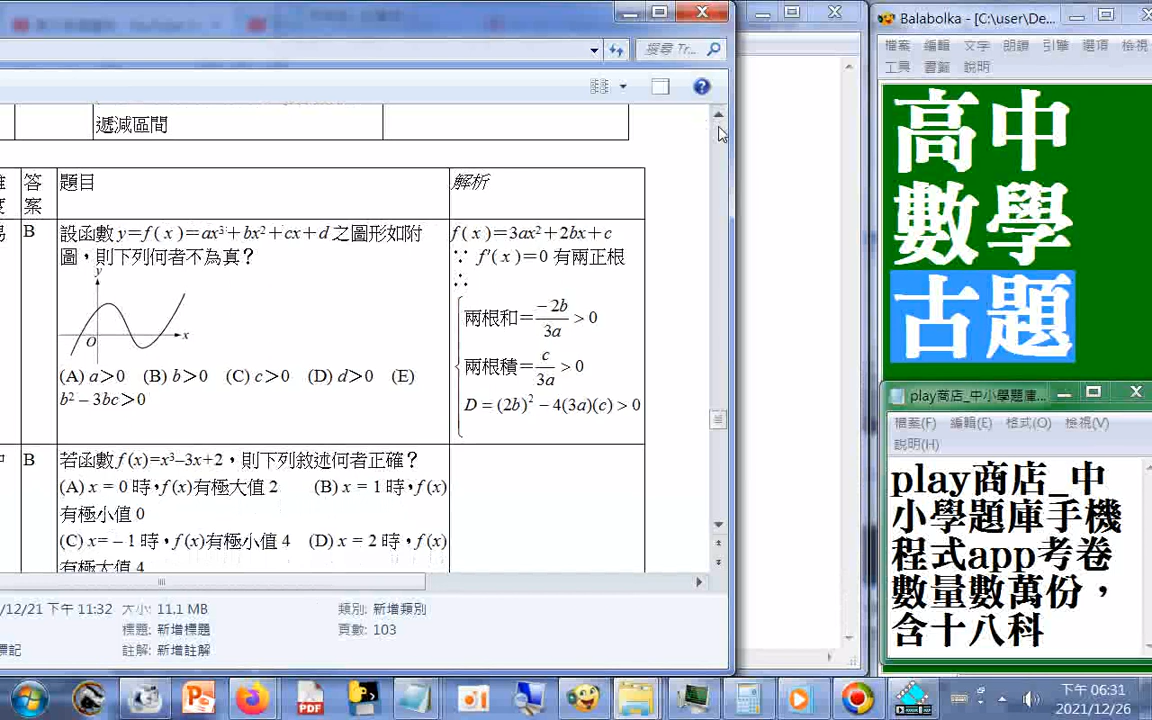 Balabolka - [C:\user\De...
搜尋 Tr...
檔案 編輯 文字 朗讀 引擎 選項 檢視
工具 書籤 說明
高中
數學
古題
遞減區間
答案
題目
解析
B
設函數 y=f( x )=ax³+bx²+cx+d 之圖形如附
圖，則下列何者不為真？
y
O
x
(A) a＞0 (B) b＞0 (C) c＞0 (D) d＞0 (E)
b²－3bc＞0
f ( x )=3ax²+2bx+c
∵ f′( x )=0 有兩正根
∴
兩根和=−2b/3a > 0
兩根積=c/3a > 0
D = (2b)² − 4(3a)(c) > 0
B
若函數 f (x)=x³–3x+2，則下列敘述何者正確？
(A) x = 0 時，f(x)有極大值 2 (B) x = 1 時，f(x)
有極小值 0
(C) x= – 1 時，f(x)有極小值 4 (D) x = 2 時，f(x)
有極大值 4
play商店_中小學題庫...
檔案(F) 編輯(E) 格式(O) 檢視(V)
說明(H)
play商店_中
小學題庫手機
程式app考卷
數量數萬份，
含十八科
/12/21 下午 11:32 大小: 11.1 MB 類別: 新增類別
標題: 新增標題 頁數: 103
註解: 新增註解
PDF
下午 06:31
2021/12/26